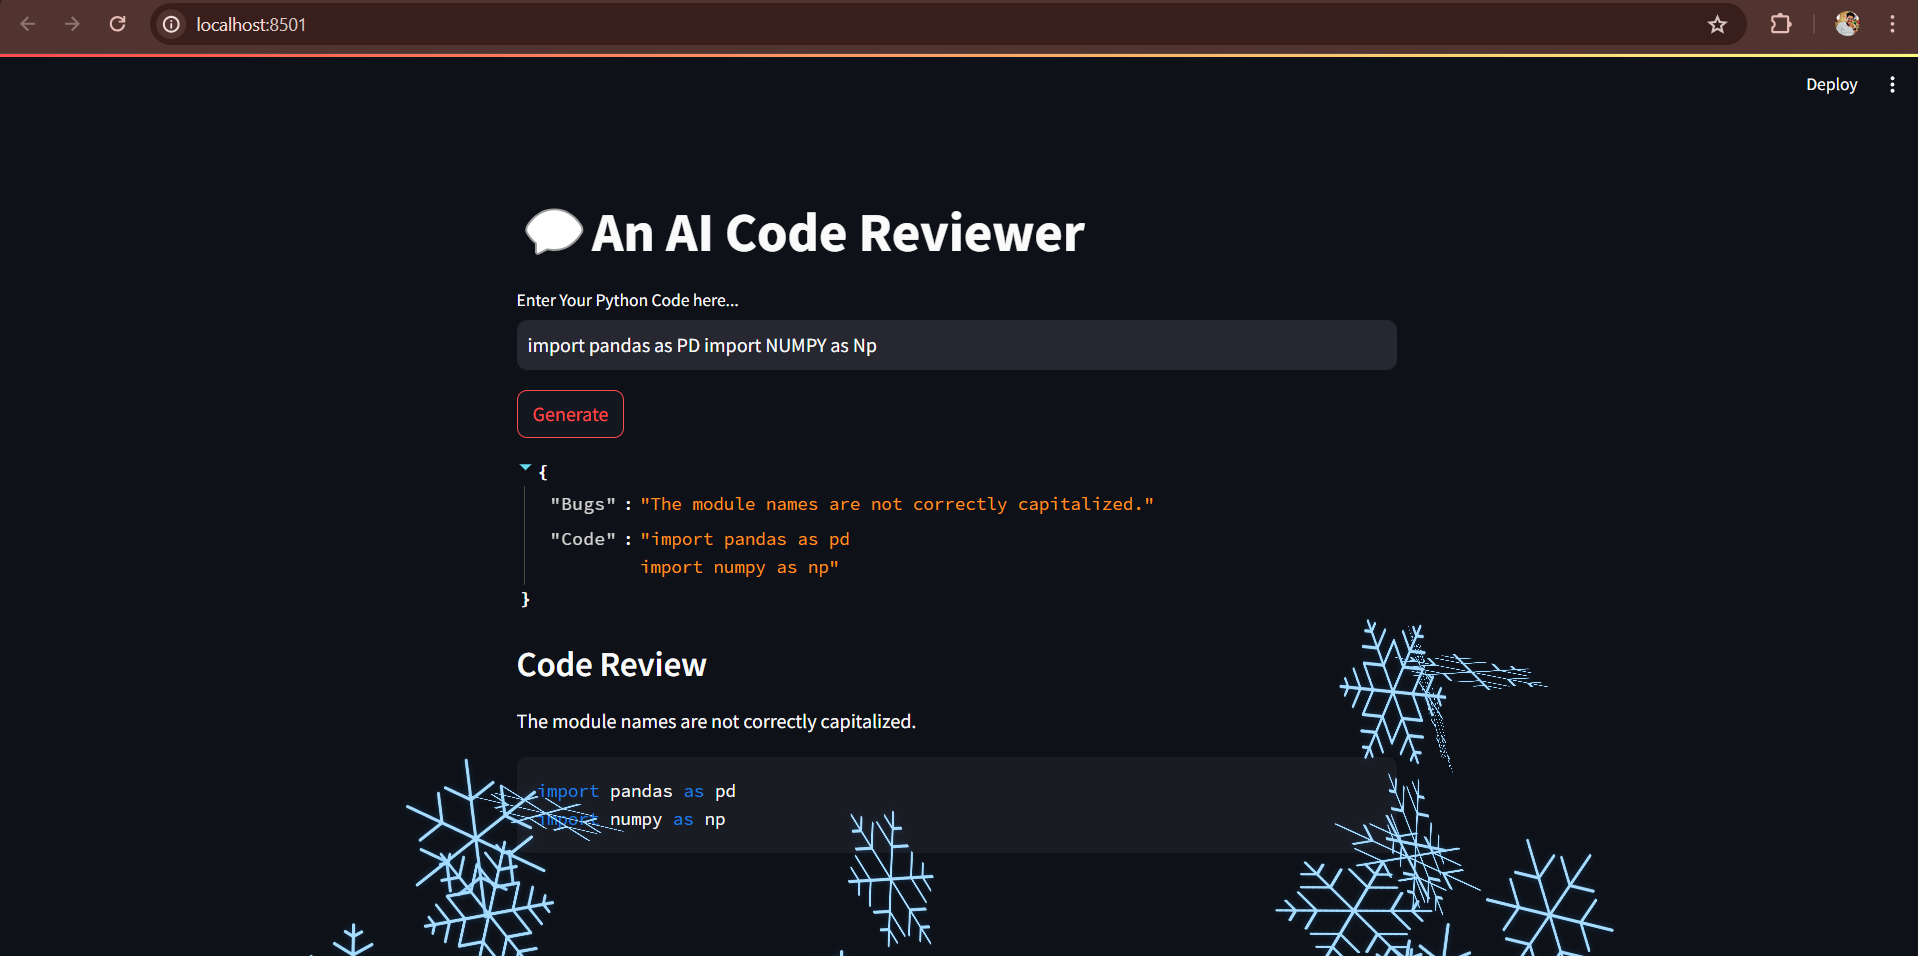 localhost:8501
Deploy
An AI Code Reviewer
Enter Your Python Code here...
import pandas as PD import NUMPY as Np
Generate
{
"Bugs" : "The module names are not correctly capitalized."
"Code" : "import pandas as pd
import numpy as np"
}
Code Review
The module names are not correctly capitalized.
import pandas as pd
import numpy as np